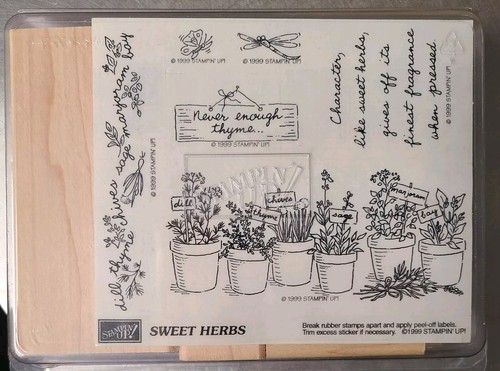 © 1999 STAMPIN' UP!
© 1999 STAMPIN' UP!
dill thyme chives sage marjoram bay
© 1999 STAMPIN' UP!
Never enough
thyme...
© 1999 STAMPIN' UP!
Character,
like sweet herbs,
gives off its
finest fragrance
when pressed.
© 1999 STAMPIN' UP!
STAMPIN' UP!
dill
thyme
chives
sage
marjoram
bay
© 1999 STAMPIN' UP!
STAMPIN'
UP!
SWEET HERBS
Break rubber stamps apart and apply peel-off labels.
Trim excess sticker if necessary. ©1999 STAMPIN' UP!